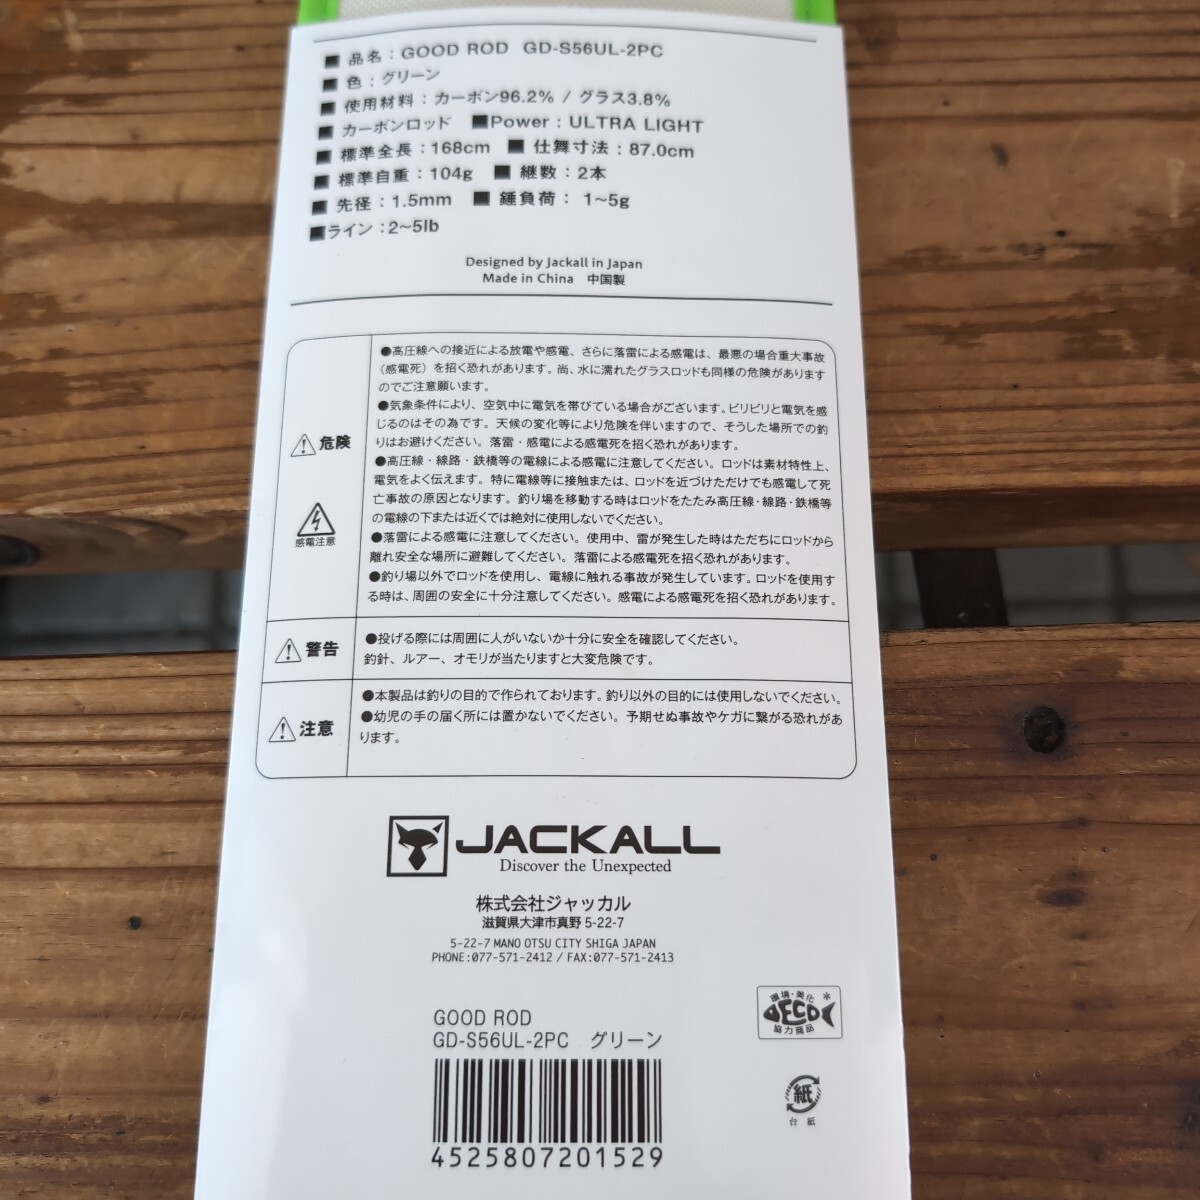 ■ 品名：GOOD ROD GD-S56UL-2PC
■ 色：グリーン
■ 使用材料：カーボン96.2% / グラス3.8%
■ カーボンロッド ■Power：ULTRA LIGHT
■ 標準全長：168cm ■ 仕舞寸法：87.0cm
■ 標準自重：104g ■ 継数：2本
■ 先径：1.5mm ■ 錘負荷： 1~5g
■ライン：2~5lb
Designed by Jackall in Japan
Made in China 中国製
危険
感電注意
●高圧線への接近による放電や感電、さらに落雷による感電は、最悪の場合重大事故
（感電死）を招く恐れがあります。尚、水に濡れたグラスロッドも同様の危険があります
のでご注意願います。
●気象条件により、空気中に電気を帯びている場合がございます。ビリビリと電気を感
じるのはその為です。天候の変化等により危険を伴いますので、そうした場所での釣
りはお避けください。落雷・感電による感電死を招く恐れがあります。
●高圧線・線路・鉄橋等の電線による感電に注意してください。ロッドは素材特性上、
電気をよく伝えます。特に電線等に接触または、ロッドを近づけただけでも感電して死
亡事故の原因となります。釣り場を移動する時はロッドをたたみ高圧線・線路・鉄橋等
の電線の下または近くでは絶対に使用しないでください。
●落雷による感電に注意してください。使用中、雷が発生した時はただちにロッドから
離れ安全な場所に避難してください。落雷による感電死を招く恐れがあります。
●釣り場以外でロッドを使用し、電線に触れる事故が発生しています。ロッドを使用す
る時は、周囲の安全に十分注意してください。感電による感電死を招く恐れがあります。
警告
●投げる際には周囲に人がいないか十分に安全を確認してください。
釣針、ルアー、オモリが当たりますと大変危険です。
注意
●本製品は釣りの目的で作られております。釣り以外の目的には使用しないでください。
●幼児の手の届く所には置かないでください。予期せぬ事故やケガに繋がる恐れがあ
ります。
JACKALL
Discover the Unexpected
株式会社ジャッカル
滋賀県大津市真野 5-22-7
5-22-7 MANO OTSU CITY SHIGA JAPAN
PHONE:077-571-2412 / FAX:077-571-2413
環境・美化
ECO
協力商品
GOOD ROD
GD-S56UL-2PC グリーン
紙
台紙
4525807201529